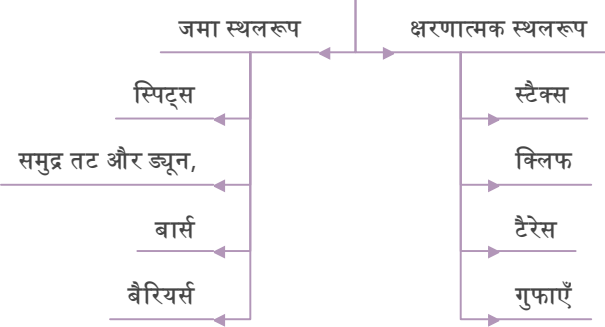 जमा स्थलरूप
स्पिट्स
समुद्र तट और ड्यून,
बार्स
बैरियर्स
क्षरणात्मक स्थलरूप
स्टैक्स
क्लिफ
टैरेस
गुफाएँ